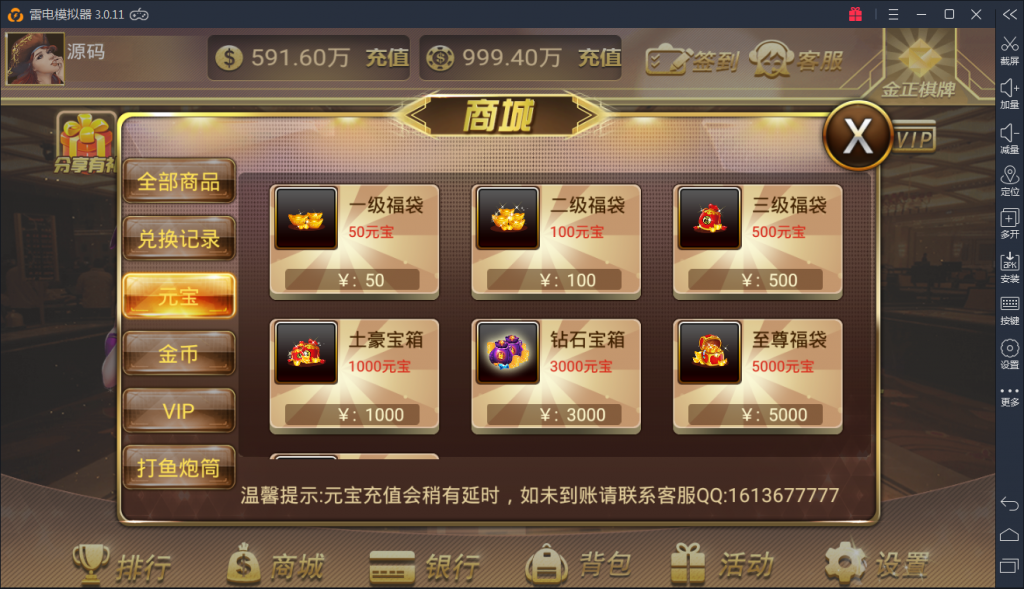 雷电模拟器 3.0.11
源码
591.60万 充值
999.40万 充值
签到
客服
金正棋牌
商城
X
VIP
分享有礼
全部商品
兑换记录
元宝
金币
VIP
打鱼炮筒
一级福袋
50元宝
¥: 50
二级福袋
100元宝
¥: 100
三级福袋
500元宝
¥: 500
土豪宝箱
1000元宝
¥: 1000
钻石宝箱
3000元宝
¥: 3000
至尊福袋
5000元宝
¥: 5000
温馨提示:元宝充值会稍有延时，如未到账请联系客服QQ:1613677777
排行
商城
银行
背包
活动
设置
截屏
加量
减量
定位
多开
APK
安装
按键
设置
更多